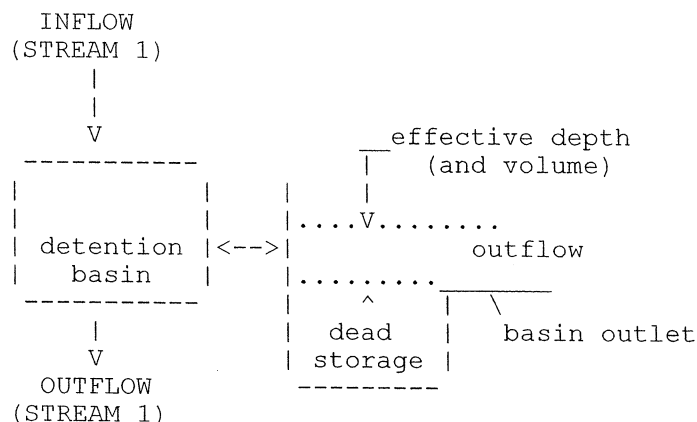 INFLOW
(STREAM 1)
effective depth
(and volume)
detention
basin
outflow
dead
storage
basin outlet
OUTFLOW
(STREAM 1)